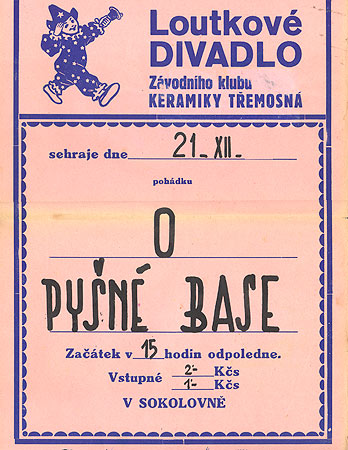 Loutkové
DIVADLO
Závodního klubu
KERAMIKY TŘEMOSNÁ
sehraje dne 21. XII.
pohádku
O
PYŠNÉ BASE
Začátek v 15 hodin odpoledne.
Vstupné 2·- Kčs
1·- Kčs
V SOKOLOVNĚ